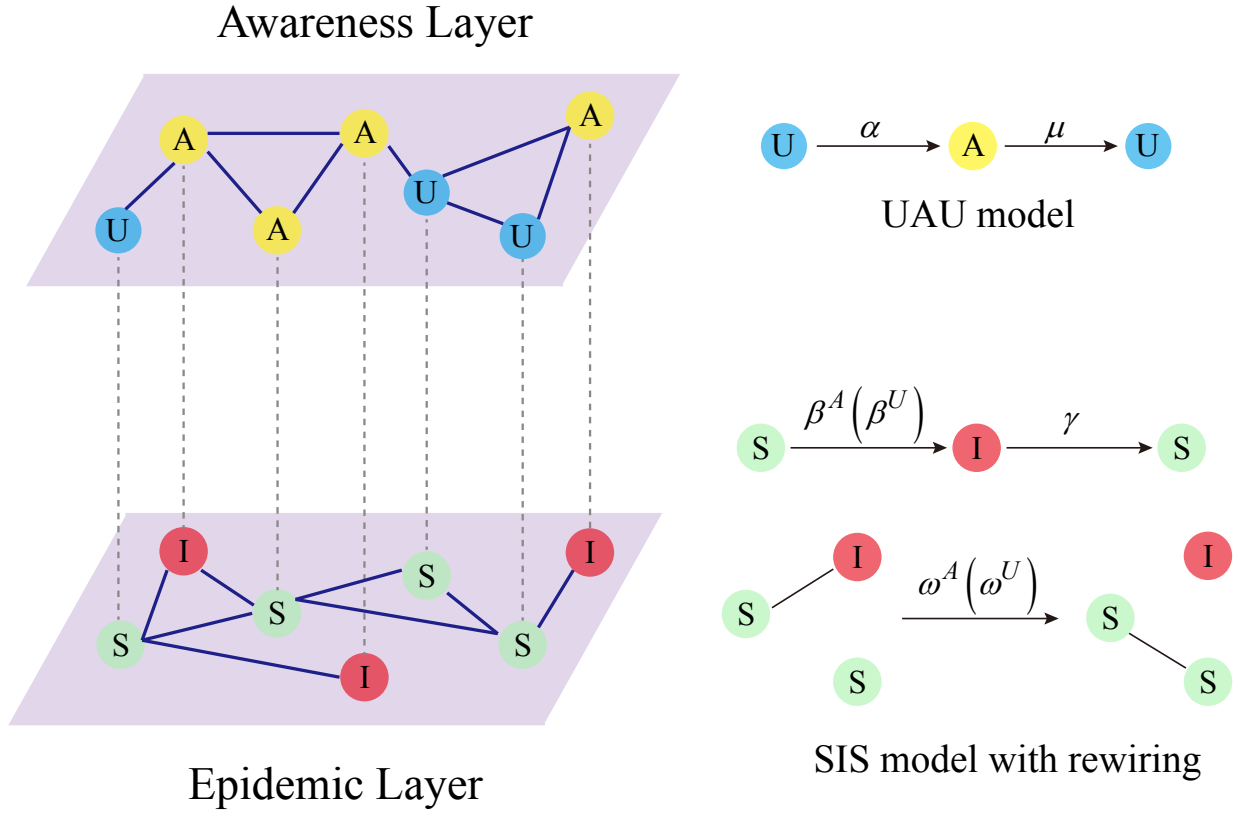 Awareness Layer
A
A
A
U
A
U
U
U α A μ U
UAU model
S β^A(β^U) I γ S
I
I
S
S
S
S
I
I
S
ω^A(ω^U)
I
S
S
S
SIS model with rewiring
Epidemic Layer